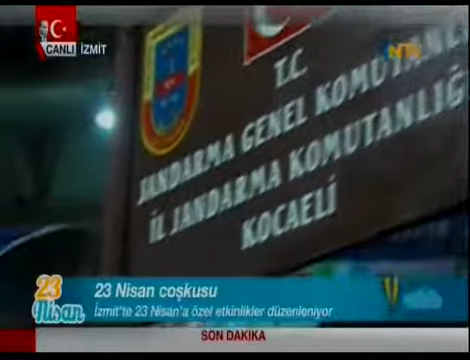 CANLI İZMİT
NTV
T.C.
JANDARMA GENEL KOMUTANLIĞI
İL JANDARMA KOMUTANLIĞI
KOCAELİ
23 Nisan
23 Nisan coşkusu
İzmit'te 23 Nisan'a özel etkinlikler düzenleniyor
SON DAKİKA